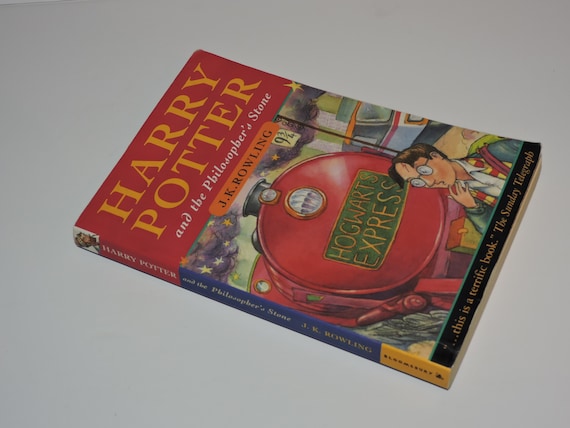 HARRY
POTTER
and the Philosopher's Stone
J.K.ROWLING
9¾
HOGWARTS
EXPRESS
"...this is a terrific book." The Sunday Telegraph
HARRY POTTER and the Philosopher's Stone J. K. ROWLING BLOOMSBURY